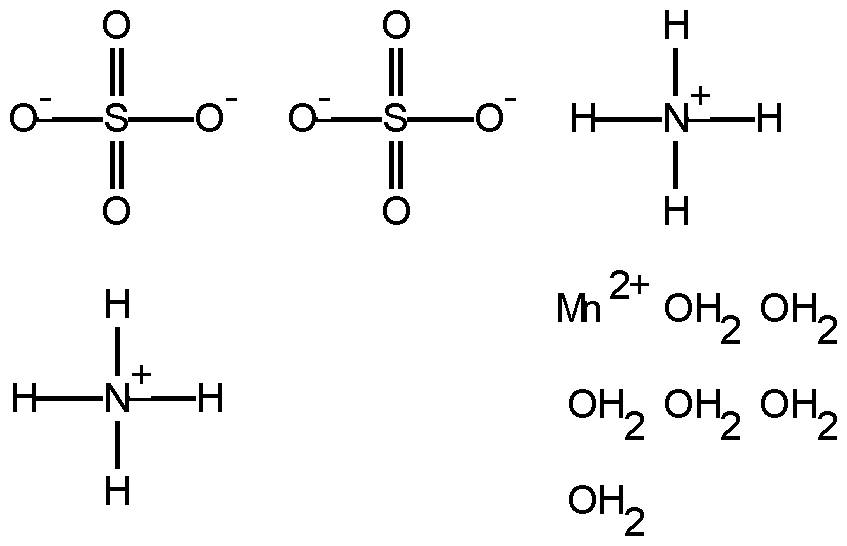 O O H
O⁻ S O⁻ O⁻ S O⁻ H N⁺ H
O O H
H Mn²⁺ OH₂ OH₂
H N⁺ H OH₂ OH₂ OH₂
H OH₂